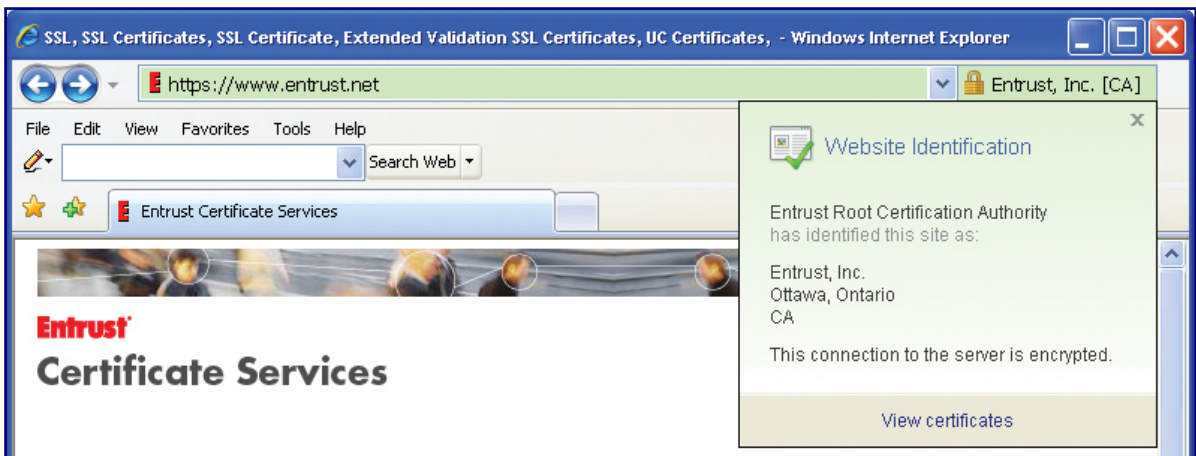 SSL, SSL Certificates, SSL Certificate, Extended Validation SSL Certificates, UC Certificates, - Windows Internet Explorer
https://www.entrust.net
Entrust, Inc. [CA]
File Edit View Favorites Tools Help
Search Web
Entrust Certificate Services
Website Identification
Entrust Root Certification Authority
has identified this site as:
Entrust, Inc.
Ottawa, Ontario
CA
This connection to the server is encrypted.
View certificates
Entrust
Certificate Services